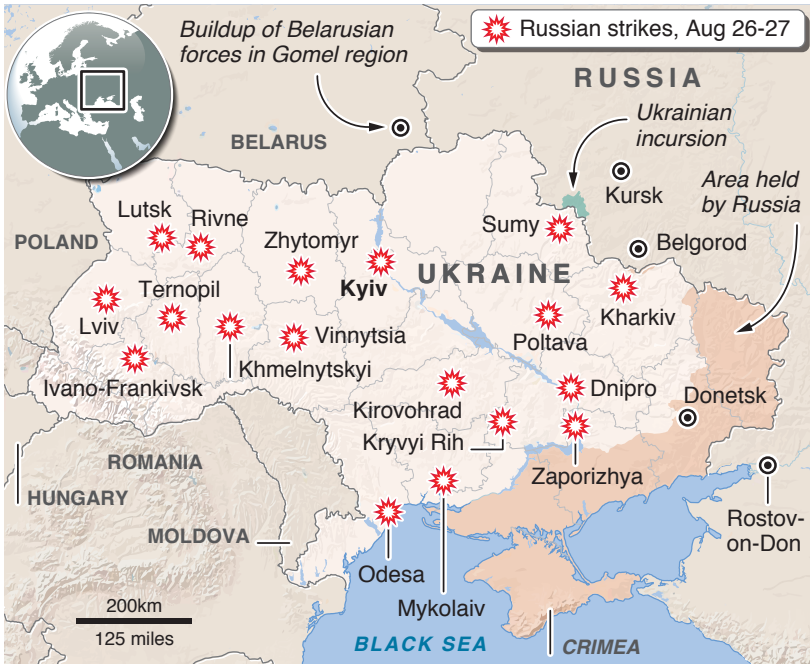 Buildup of Belarusian
forces in Gomel region
Russian strikes, Aug 26-27
RUSSIA
BELARUS
Ukrainian
incursion
Kursk
Area held
by Russia
POLAND
Lutsk
Rivne
Zhytomyr
Sumy
Belgorod
Kyiv
UKRAINE
Ternopil
Lviv
Kharkiv
Vinnytsia
Poltava
Khmelnytskyi
Ivano-Frankivsk
Dnipro
Donetsk
Kirovohrad
Kryvyi Rih
ROMANIA
Zaporizhya
HUNGARY
MOLDOVA
Rostov-
on-Don
Odesa
Mykolaiv
200km
125 miles
BLACK SEA
CRIMEA